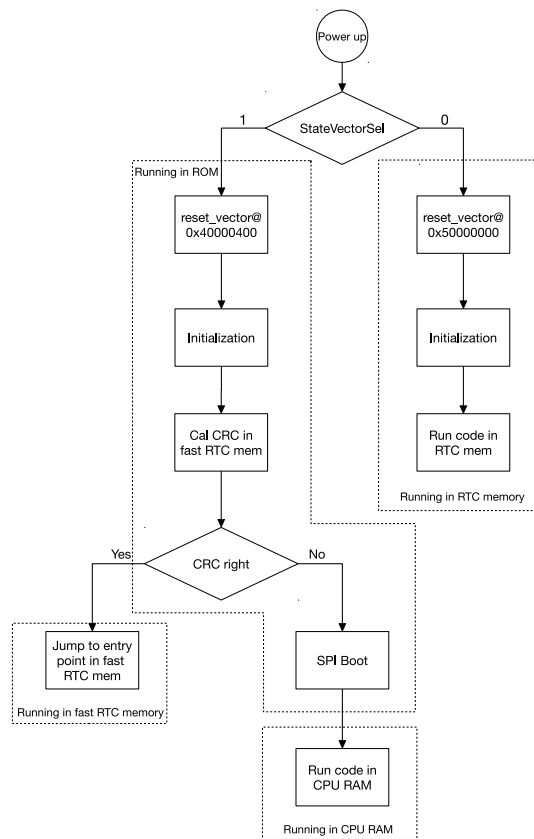 Power up
StateVectorSel
1
0
Running in ROM
reset_vector@
0x40000400
reset_vector@
0x50000000
Initialization
Initialization
Cal CRC in
fast RTC mem
Run code in
RTC mem
Running in RTC memory
Yes
CRC right
No
Jump to entry
point in fast
RTC mem
Running in fast RTC memory
SPI Boot
Run code in
CPU RAM
Running in CPU RAM